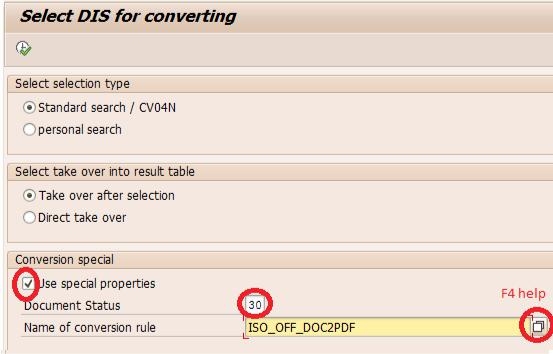 Select DIS for converting
Select selection type
Standard search / CV04N
personal search
Select take over into result table
Take over after selection
Direct take over
Conversion special
Use special properties
F4 help
Document Status 30
Name of conversion rule ISO_OFF_DOC2PDF